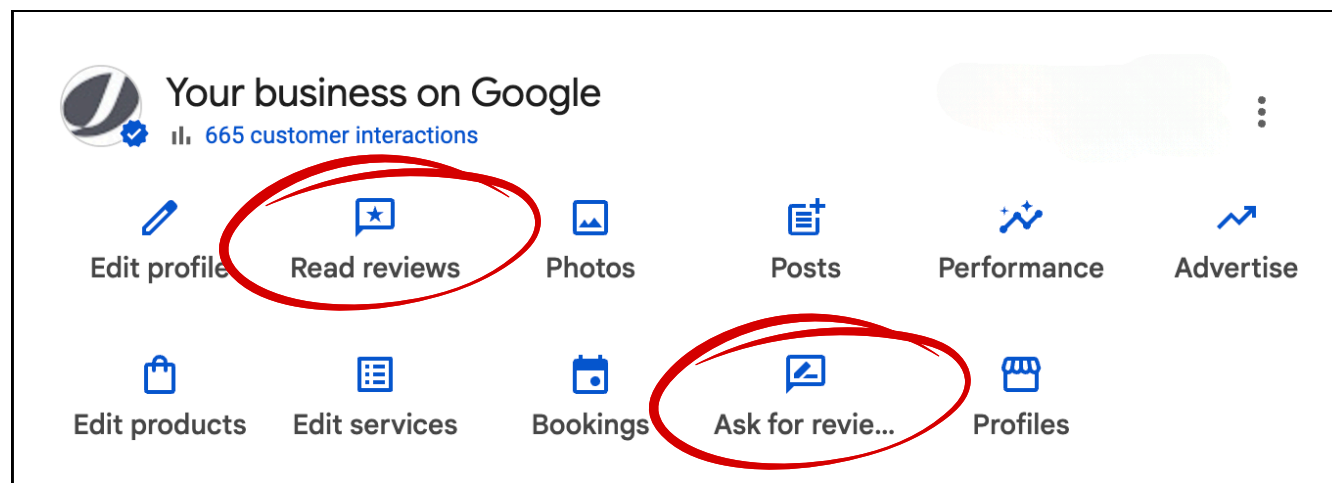 Your business on Google
665 customer interactions
Edit profile Read reviews Photos Posts Performance Advertise
Edit products Edit services Bookings Ask for revie... Profiles